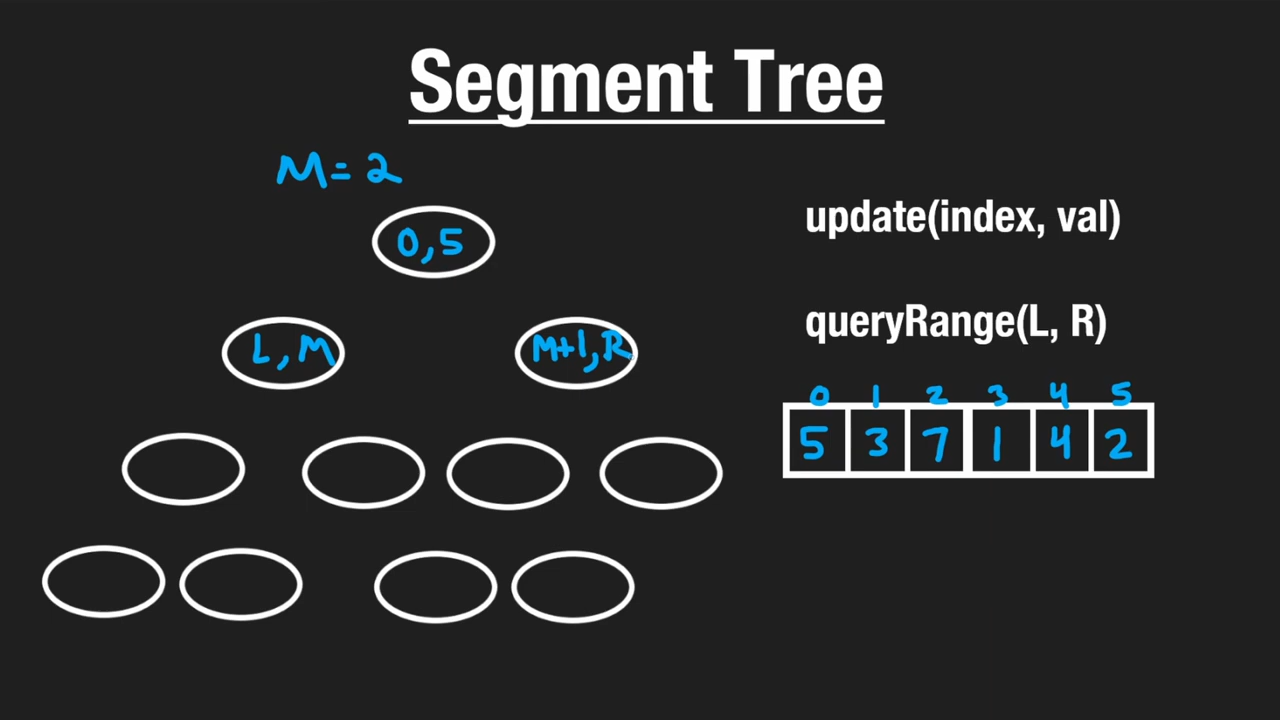 Segment Tree
M = 2
0,5
L, M
M+1, R
update(index, val)
queryRange(L, R)
0 1 2 3 4 5
5 3 7 1 4 2